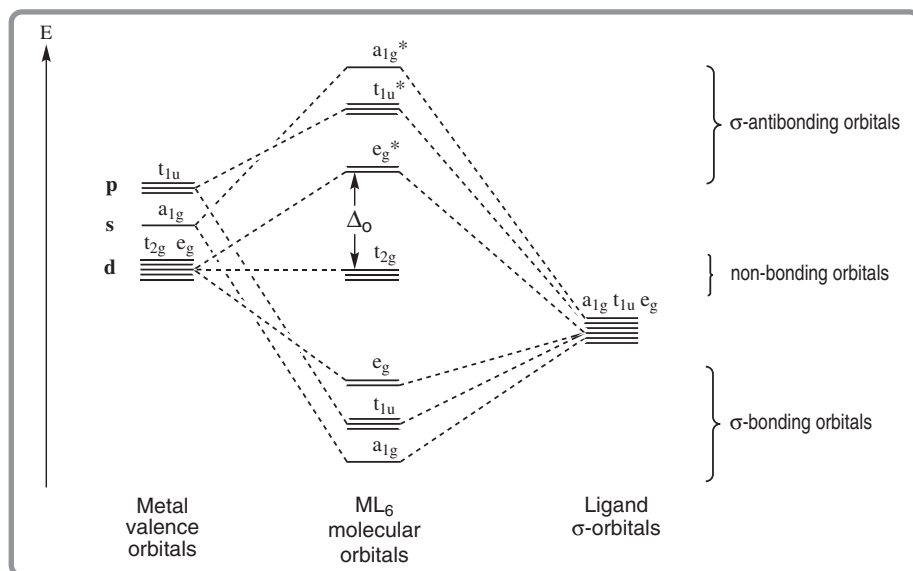 E
a1g*
t1u*
σ-antibonding orbitals
eg*
t1u
p
a1g
s
Δo
t2g eg
t2g
d
non-bonding orbitals
a1g t1u eg
eg
t1u
σ-bonding orbitals
a1g
Metal
valence
orbitals
ML6
molecular
orbitals
Ligand
σ-orbitals